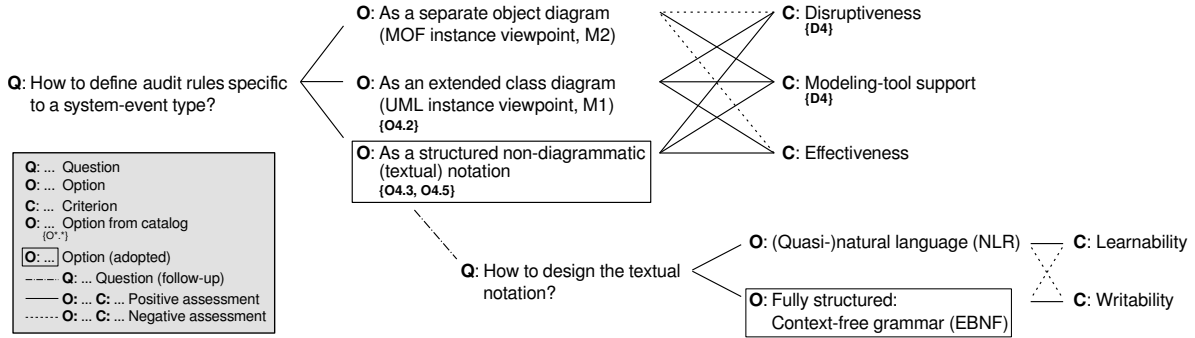 O: As a separate object diagram
(MOF instance viewpoint, M2)
C: Disruptiveness
{D4}
Q: How to define audit rules specific
to a system-event type?
O: As an extended class diagram
(UML instance viewpoint, M1)
{O4.2}
C: Modeling-tool support
{D4}
O: As a structured non-diagrammatic
(textual) notation
{O4.3, O4.5}
C: Effectiveness
Q: ... Question
O: ... Option
C: ... Criterion
O: ... Option from catalog
{O*.*}
O: ... Option (adopted)
Q: ... Question (follow-up)
O: ... C: ... Positive assessment
O: ... C: ... Negative assessment
Q: How to design the textual
notation?
O: (Quasi-)natural language (NLR)
C: Learnability
O: Fully structured:
Context-free grammar (EBNF)
C: Writability